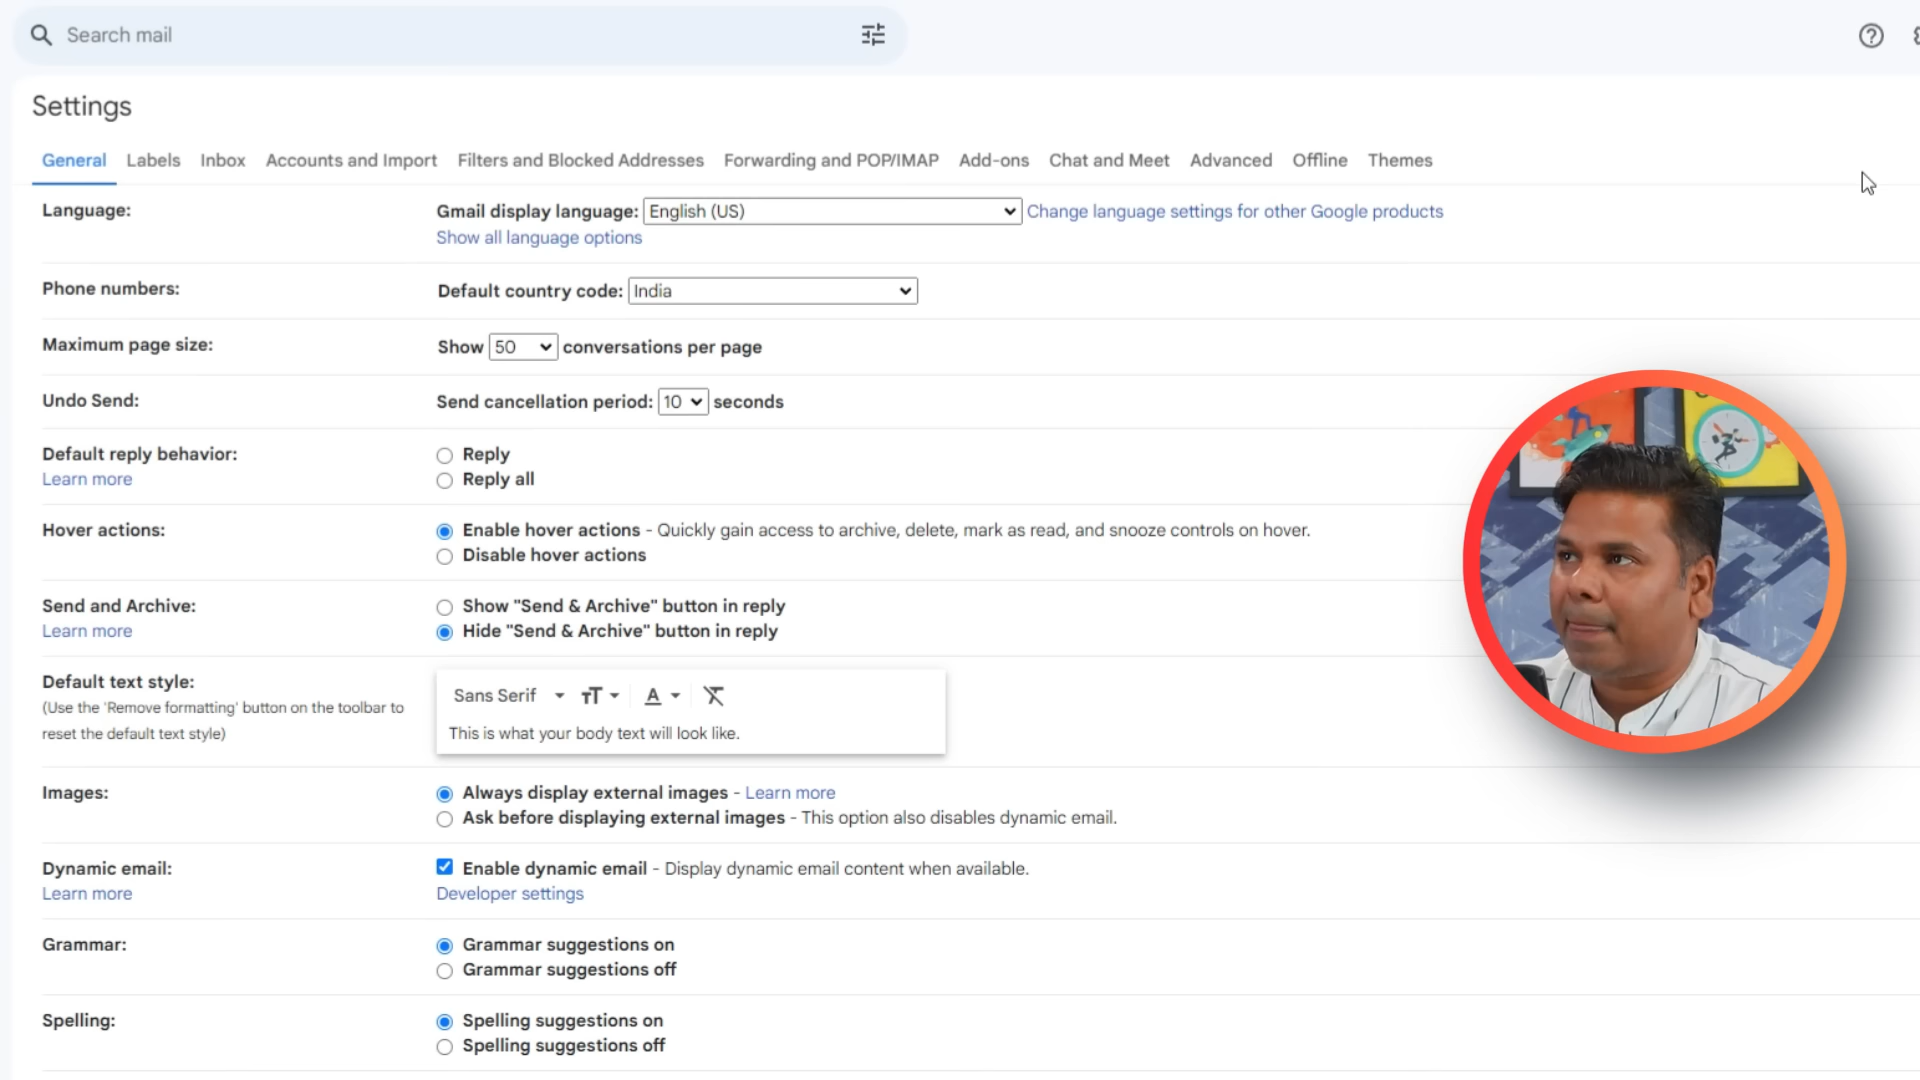 Search mail
Settings
General Labels Inbox Accounts and Import Filters and Blocked Addresses Forwarding and POP/IMAP Add-ons Chat and Meet Advanced Offline Themes
Language: Gmail display language: English (US) Change language settings for other Google products
Show all language options
Phone numbers: Default country code: India
Maximum page size: Show 50 conversations per page
Undo Send: Send cancellation period: 10 seconds
Default reply behavior: Reply
Learn more Reply all
Hover actions: Enable hover actions - Quickly gain access to archive, delete, mark as read, and snooze controls on hover.
Disable hover actions
Send and Archive: Show "Send & Archive" button in reply
Learn more Hide "Send & Archive" button in reply
Default text style: Sans Serif
(Use the 'Remove formatting' button on the toolbar to
reset the default text style) This is what your body text will look like.
Images: Always display external images - Learn more
Ask before displaying external images - This option also disables dynamic email.
Dynamic email: Enable dynamic email - Display dynamic email content when available.
Learn more Developer settings
Grammar: Grammar suggestions on
Grammar suggestions off
Spelling: Spelling suggestions on
Spelling suggestions off